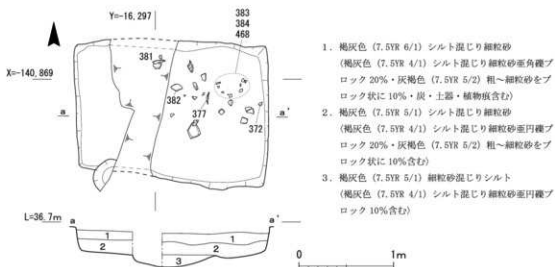 Y=-16,297
383
384
468
381
X=-140,869
382
377
372
a
a'
L=36.7m
a
a'
1
1
2
2
3
0
1m
1. 褐灰色 (7.5YR 6/1) シルト混じり細粒砂
(褐灰色 (7.5YR 4/1) シルト混じり細粒砂亜角礫ブ
ロック 20%・灰褐色 (7.5YR 5/2) 粗〜細粒砂をブ
ロック状に 10%・炭・土器・植物痕含む)
2. 褐灰色 (7.5YR 5/1) シルト混じり細粒砂
(褐灰色 (7.5YR 4/1) シルト混じり細粒砂亜円礫ブ
ロック 20%・灰褐色 (7.5YR 5/2) 粗〜細粒砂をブ
ロック状に 10%含む)
3. 褐灰色 (7.5YR 5/1) 細粒砂混じりシルト
(褐灰色 (7.5YR 4/1) シルト混じり細粒砂亜円礫ブ
ロック 10%含む)